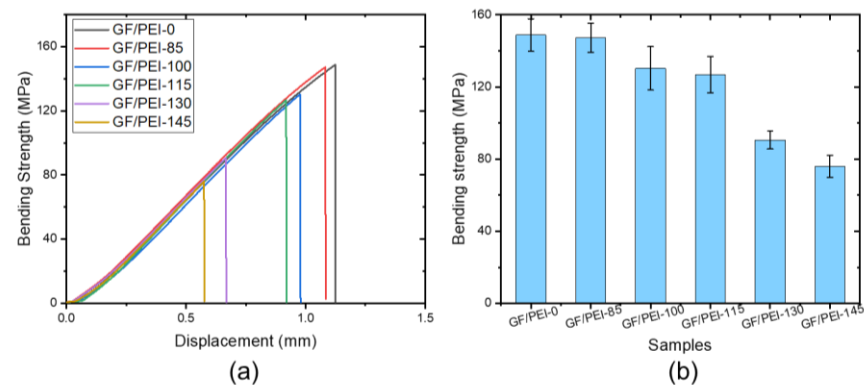 160
120
80
40
0
0.0
0.5
1.0
1.5
Bending Strength (MPa)
Displacement (mm)
GF/PEI-0
GF/PEI-85
GF/PEI-100
GF/PEI-115
GF/PEI-130
GF/PEI-145
(a)
160
120
80
40
0
Bending strength (MPa)
GF/PEI-0
GF/PEI-85
GF/PEI-100
GF/PEI-115
GF/PEI-130
GF/PEI-145
Samples
(b)